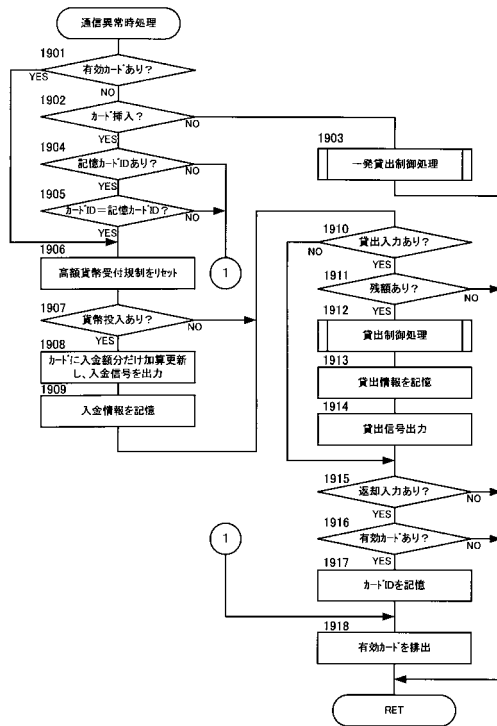 通信異常時処理
1901
有効カードあり?
YES
NO
1902
カード挿入?
NO
YES
1903
一発貸出制御処理
1904
記憶カードIDあり?
NO
YES
1905
カードID=記憶カードID?
NO
YES
1906
高額貨幣受付規制をリセット
1
1907
貨幣投入あり?
NO
YES
1908
カードに入金額分だけ加算更新
し、入金信号を出力
1909
入金情報を記憶
1910
貸出入力あり?
NO
YES
1911
残額あり?
NO
YES
1912
貸出制御処理
1913
貸出情報を記憶
1914
貸出信号出力
1915
返却入力あり?
NO
YES
1916
有効カードあり?
NO
YES
1917
カードIDを記憶
1
1918
有効カードを排出
RET